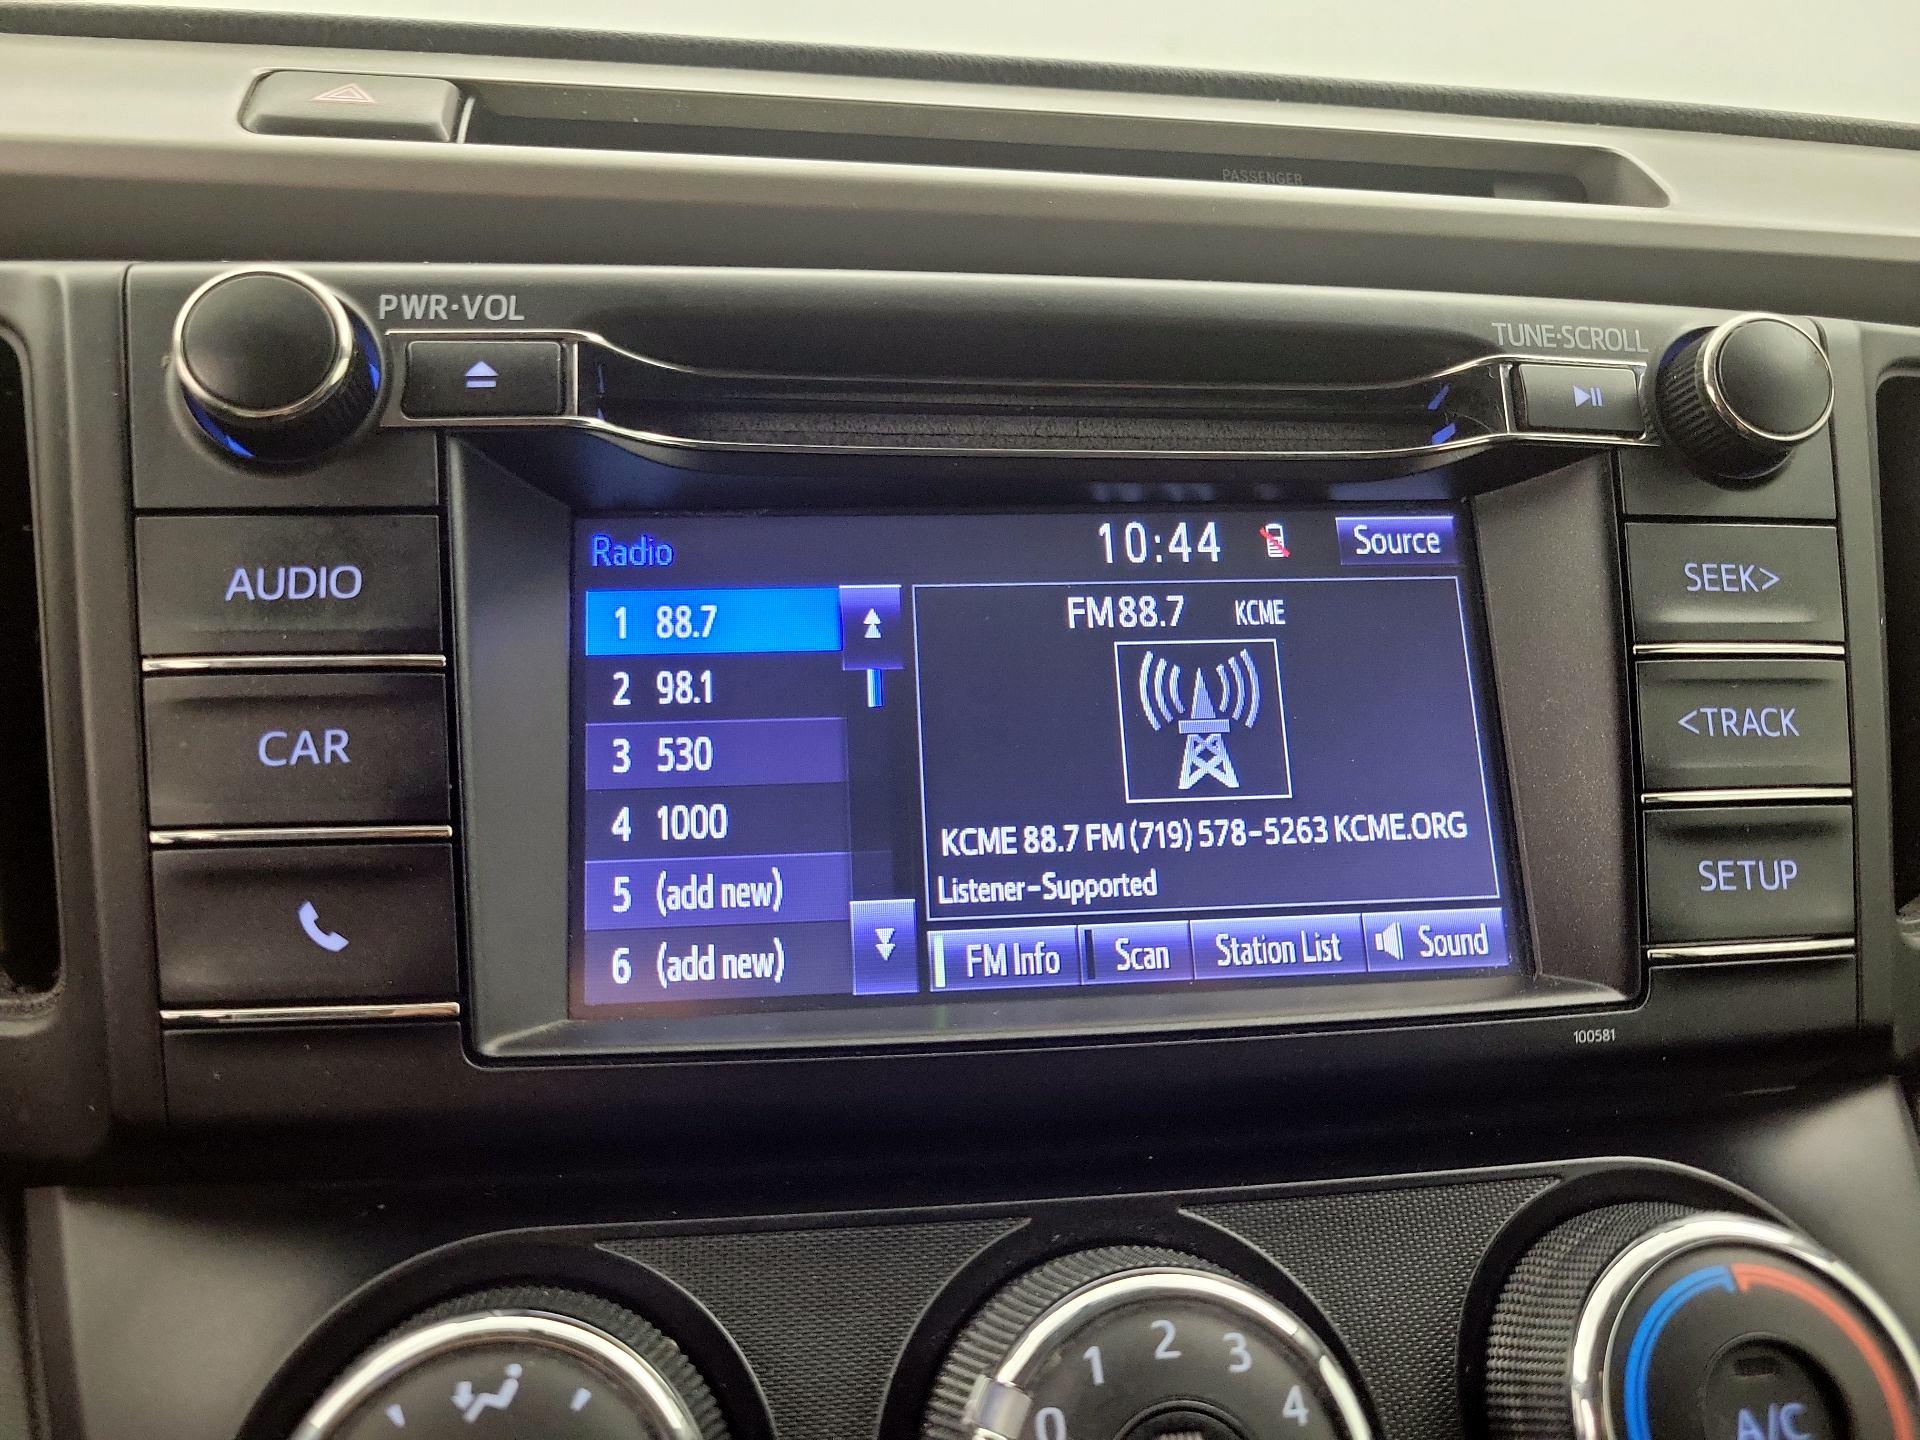 PASSENGER
PWR·VOL
TUNE·SCROLL
AUDIO
CAR
SEEK>
<TRACK
SETUP
Radio
10:44
Source
1 88.7
2 98.1
3 530
4 1000
5 (add new)
6 (add new)
FM88.7 KCME
KCME 88.7 FM (719) 578-5263 KCME.ORG
Listener-Supported
FM Info
Scan
Station List
Sound
100581
0 1 2 3 4
A/C